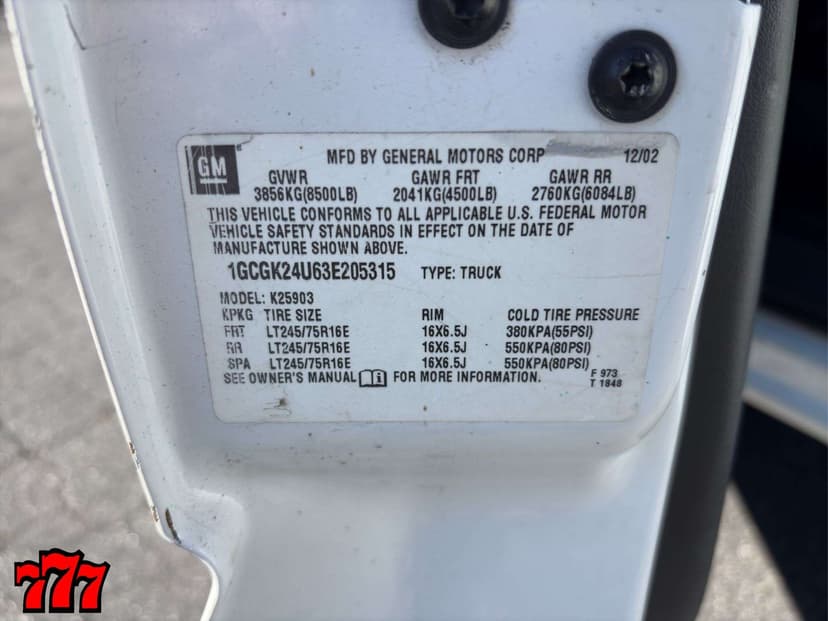 GM
MFD BY GENERAL MOTORS CORP 12/02
GVWR GAWR FRT GAWR RR
3856KG(8500LB) 2041KG(4500LB) 2760KG(6084LB)
THIS VEHICLE CONFORMS TO ALL APPLICABLE U.S. FEDERAL MOTOR
VEHICLE SAFETY STANDARDS IN EFFECT ON THE DATE OF
MANUFACTURE SHOWN ABOVE.
1GCGK24U63E205315 TYPE: TRUCK
MODEL: K25903
KPKG TIRE SIZE RIM COLD TIRE PRESSURE
FRT LT245/75R16E 16X6.5J 380KPA(55PSI)
RR LT245/75R16E 16X6.5J 550KPA(80PSI)
SPA LT245/75R16E 16X6.5J 550KPA(80PSI)
SEE OWNER'S MANUAL FOR MORE INFORMATION.
F 973
T 1848
777